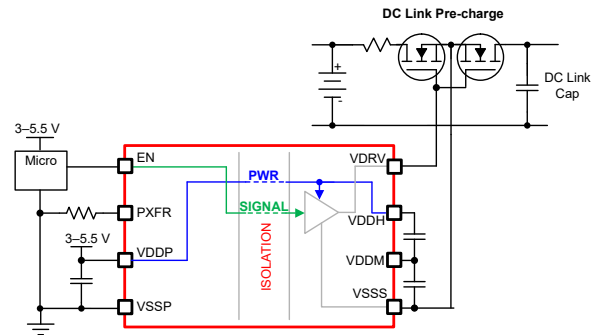 DC Link Pre-charge
+
-
DC Link
Cap
3–5.5 V
Micro
EN
VDRV
PWR
SIGNAL
PXFR
VDDH
3–5.5 V
VDDP
ISOLATION
VDDM
VSSP
VSSS